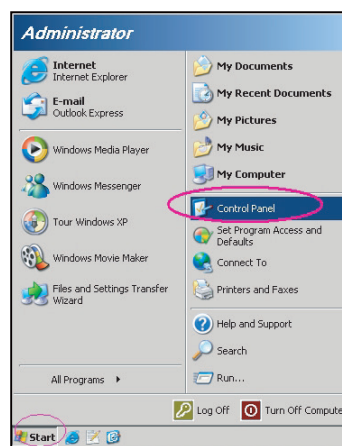 Administrator
Internet
Internet Explorer
E-mail
Outlook Express
Windows Media Player
Windows Messenger
Tour Windows XP
Windows Movie Maker
Files and Settings Transfer
Wizard
All Programs
My Documents
My Recent Documents
My Pictures
My Music
My Computer
Control Panel
Set Program Access and
Defaults
Connect To
Printers and Faxes
Help and Support
Search
Run...
Log Off
Turn Off Compute
Start